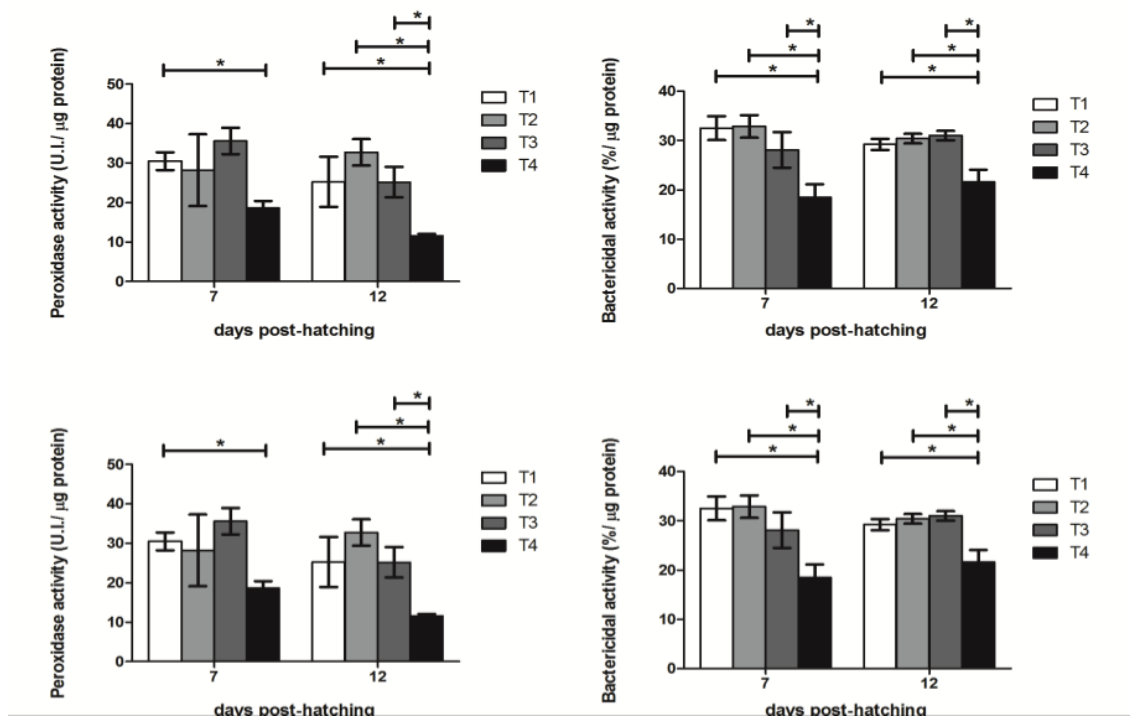 *
*
* *
Peroxidase activity (U.I./ µg protein)
50
40
30
20
10
0
7 12
days post-hatching
T1
T2
T3
T4
* *
* *
* *
Bactericidal activity (%/ µg protein)
40
30
20
10
0
7 12
days post-hatching
T1
T2
T3
T4
*
*
* *
Peroxidase activity (U.I./ µg protein)
50
40
30
20
10
0
7 12
days post-hatching
T1
T2
T3
T4
* *
* *
* *
Bactericidal activity (%/ µg protein)
40
30
20
10
0
7 12
days post-hatching
T1
T2
T3
T4